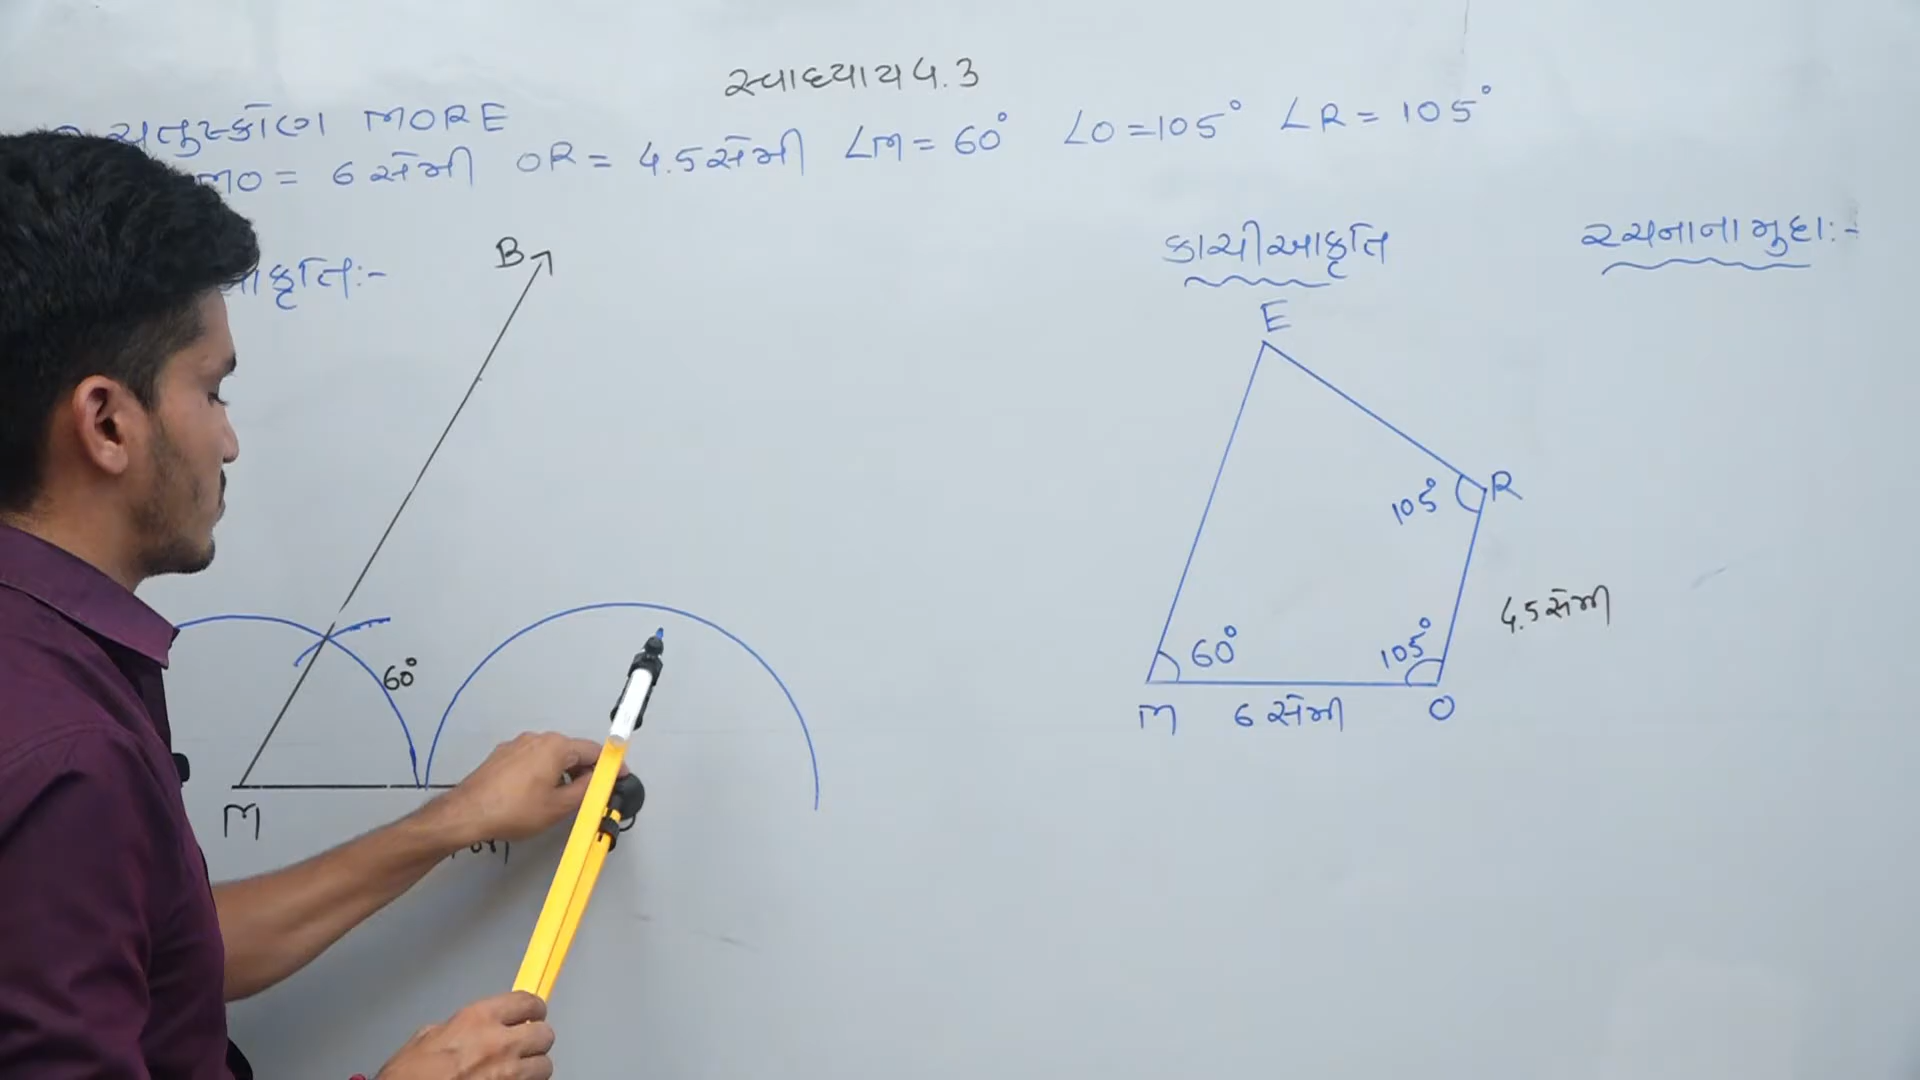 સ્વાધ્યાય 4.3
ચતુષ્કોણ MORE
MO = 6 સેમી OR = 4.5 સેમી ∠M = 60° ∠O = 105° ∠R = 105°
કાચી આકૃતિ
રચનાના મુદ્દા :-
B
E
R
105°
4.5 સેમી
60°
105°
60°
M 6 સેમી O
M